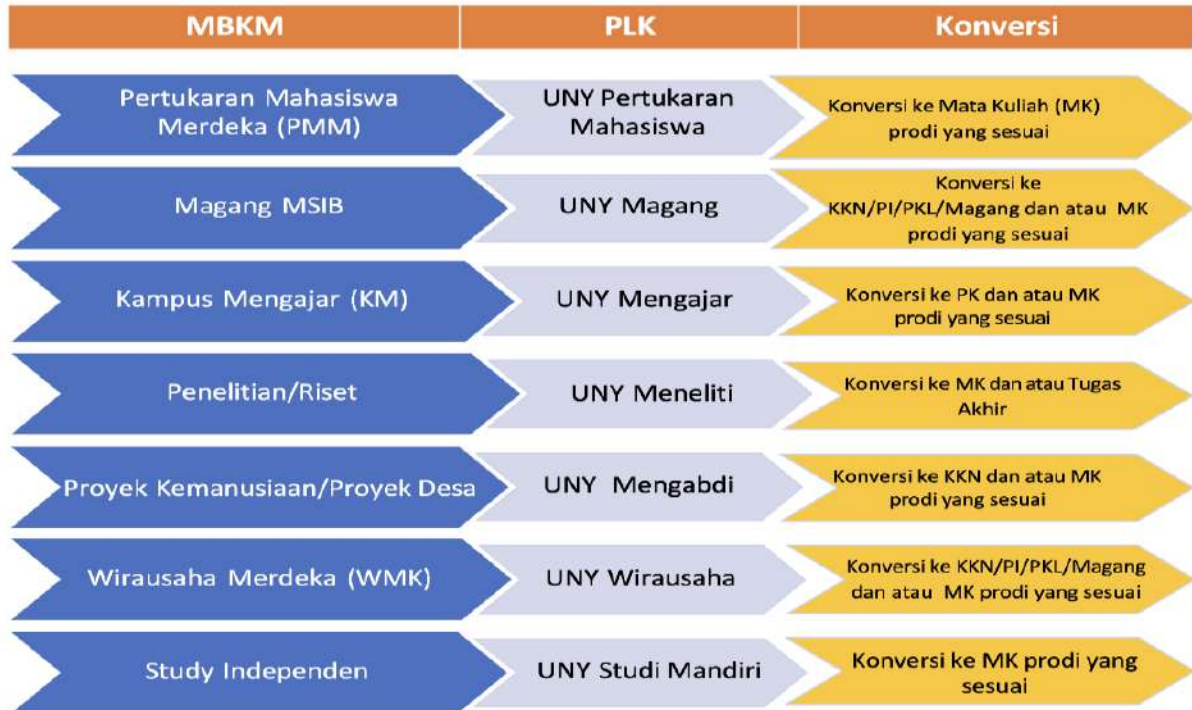 MBKM PLK Konversi
Pertukaran Mahasiswa
Merdeka (PMM)
UNY Pertukaran
Mahasiswa
Konversi ke Mata Kuliah (MK)
prodi yang sesuai
Magang MSIB
UNY Magang
Konversi ke
KKN/PI/PKL/Magang dan atau MK
prodi yang sesuai
Kampus Mengajar (KM)
UNY Mengajar
Konversi ke PK dan atau MK
prodi yang sesuai
Penelitian/Riset
UNY Meneliti
Konversi ke MK dan atau Tugas
Akhir
Proyek Kemanusiaan/Proyek Desa
UNY Mengabdi
Konversi ke KKN dan atau MK
prodi yang sesuai
Wirausaha Merdeka (WMK)
UNY Wirausaha
Konversi ke KKN/PI/PKL/Magang
dan atau MK prodi yang sesuai
Study Independen
UNY Studi Mandiri
Konversi ke MK prodi yang
sesuai